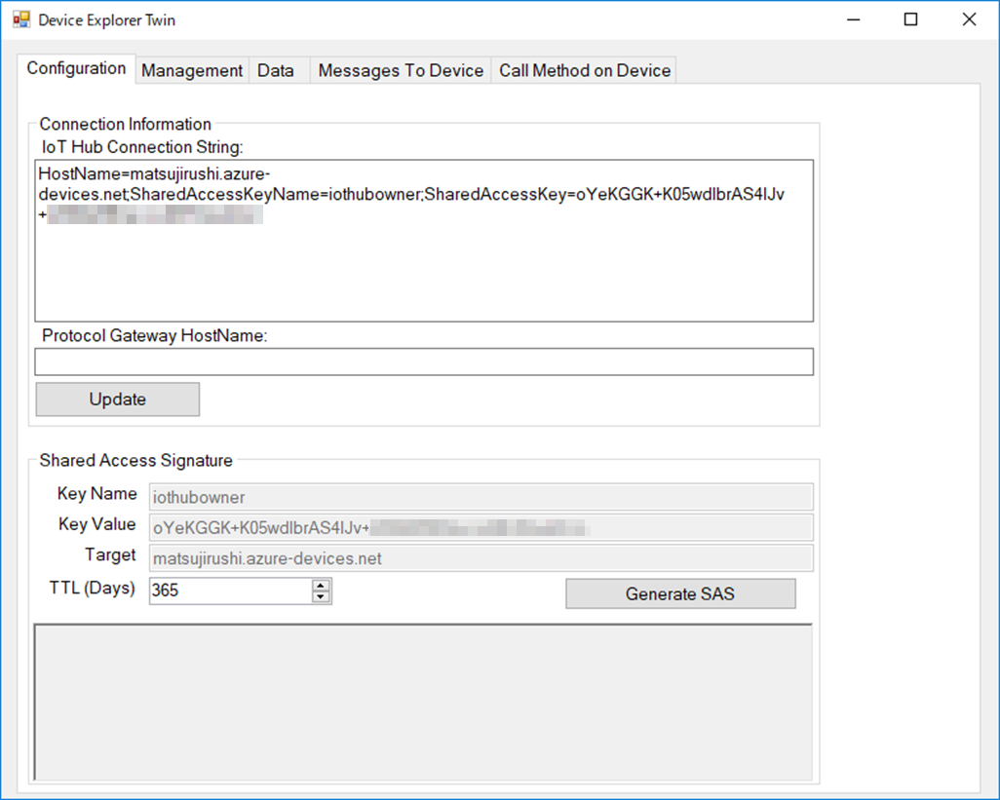 Device Explorer Twin
Configuration Management Data Messages To Device Call Method on Device
Connection Information
IoT Hub Connection String:
HostName=matsujirushi.azure-
devices.net;SharedAccessKeyName=iothubowner;SharedAccessKey=oYeKGGK+K05wdlbrAS4lJv
+
Protocol Gateway HostName:
Update
Shared Access Signature
Key Name iothubowner
Key Value oYeKGGK+K05wdlbrAS4lJv+
Target matsujirushi.azure-devices.net
TTL (Days) 365
Generate SAS